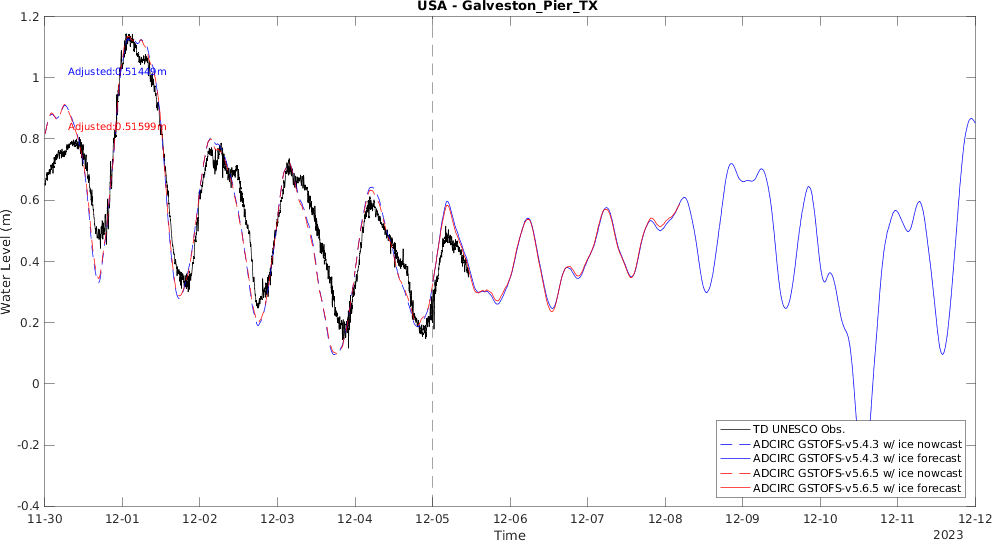 USA - Galveston_Pier_TX
1.2
1
0.8
0.6
0.4
0.2
0
-0.2
-0.4
Water Level (m)
Adjusted:0.51449m
Adjusted:0.51599m
TD UNESCO Obs.
ADCIRC GSTOFS-v5.4.3 w/ ice nowcast
ADCIRC GSTOFS-v5.4.3 w/ ice forecast
ADCIRC GSTOFS-v5.6.5 w/ ice nowcast
ADCIRC GSTOFS-v5.6.5 w/ ice forecast
11-30 12-01 12-02 12-03 12-04 12-05 12-06 12-07 12-08 12-09 12-10 12-11 12-12
Time
2023